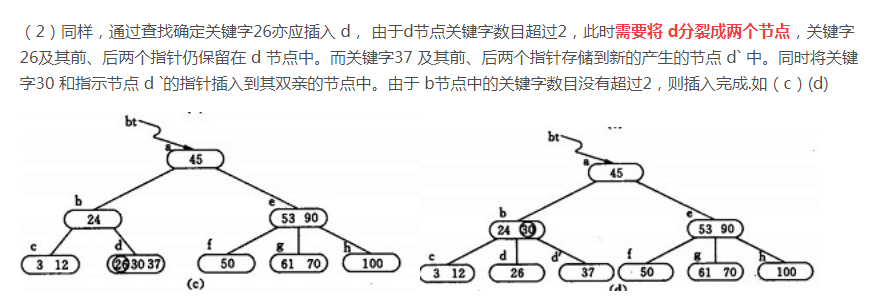 （2）同样，通过查找确定关键字26亦应插入 d， 由于d节点关键字数目超过2，此时需要将 d分裂成两个节点，关键字
26及其前、后两个指针仍保留在 d 节点中。而关键字37 及其前、后两个指针存储到新的产生的节点 d` 中。同时将关键
字30 和指示节点 d `的指针插入到其双亲的节点中。由于 b节点中的关键字数目没有超过2，则插入完成.如（c）(d)
bt
a
45
b
24
e
53 90
c
3 12
d
26 30 37
f
50
g
61 70
h
100
(c)
bt
a
45
b
24 30
e
53 90
c
3 12
d
26
d'
37
f
50
g
61 70
h
100
(d)